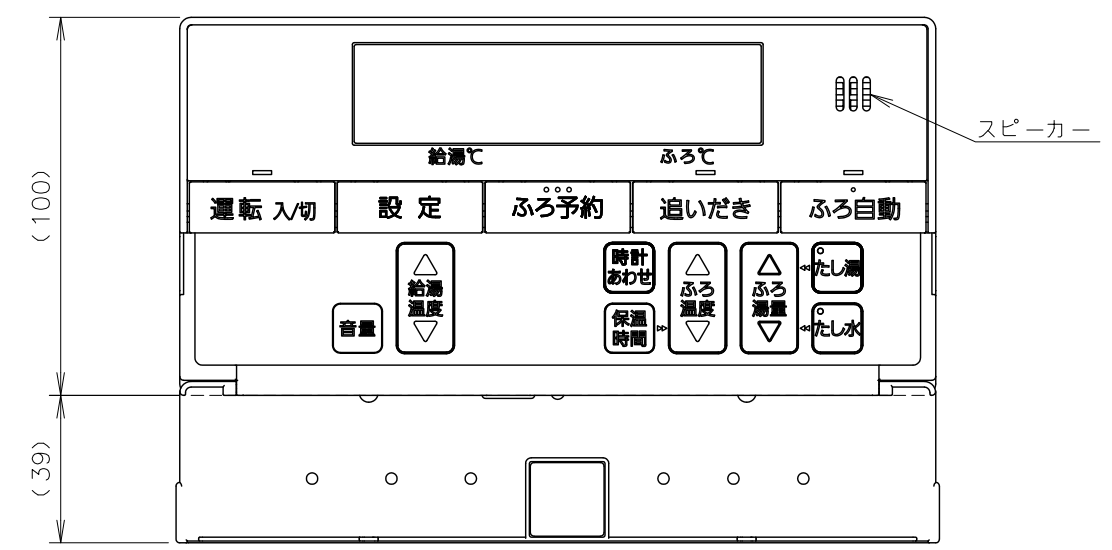 スピーカー
給湯℃
ふろ℃
運転 入/切
設定
ふろ予約
追いだき
ふろ自動
(100)
時計
あわせ
給湯
温度
ふろ
温度
ふろ
湯量
たし湯
音量
保温
時間
たし水
(39)